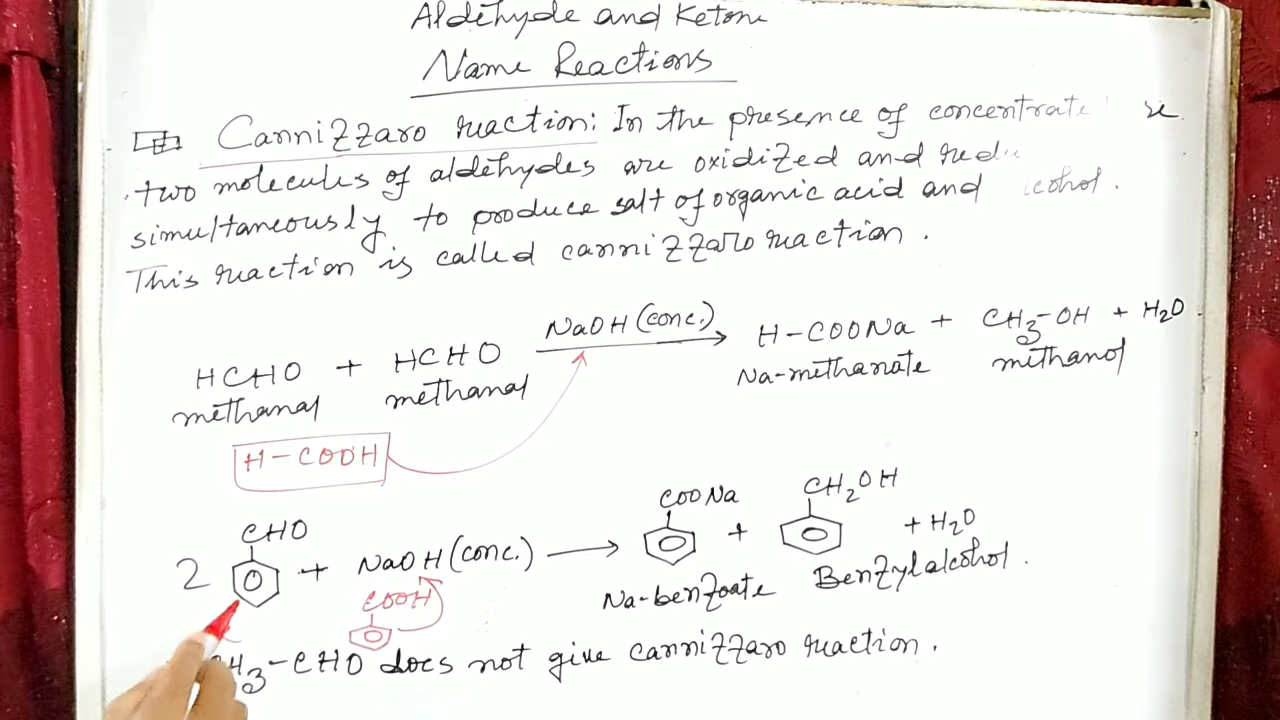 Aldehyde and Ketone
Name Reactions
Cannizzaro reaction: In the presence of concentrate
two molecules of aldehydes are oxidized and redu
simultaneously to produce salt of organic acid and cohol.
This reaction is called cannizzaro reaction.
HCHO + HCHO NaOH (conc.) → H-COONa + CH3-OH + H2O
methanal methanal Na-methanate methanol
H-COOH
CHO COONa CH2OH
2 + NaOH (conc.) → + + H2O
COOH Na-benzoate Benzylalcohol.
H3-CHO does not give cannizzaro reaction.